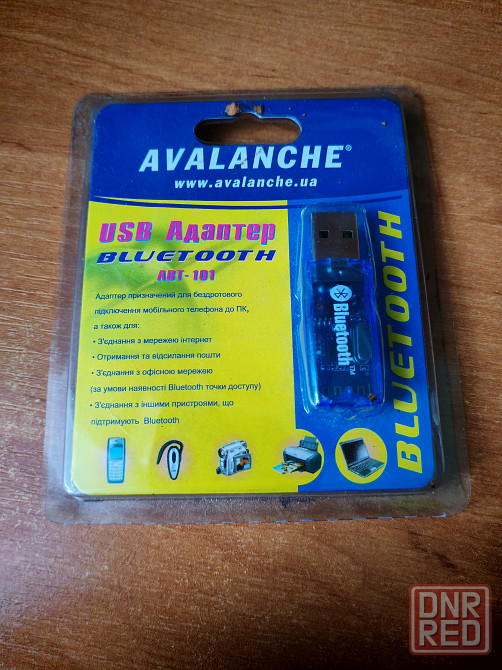 AVALANCHE®
www.avalanche.ua
USB Адаптер
BLUETOOTH
ABT-101
Адаптер призначений для бездротового
підключення мобільного телефона до ПК,
а також для:
• З'єднання з мережею інтернет
• Отримання та відсилання пошти
• З'єднання з офісною мережею
(за умови наявності Bluetooth точки доступу)
• З'єднання з іншими пристроями, що
підтримують Bluetooth
Bluetooth™
BLUETOOTH
DNR
RED